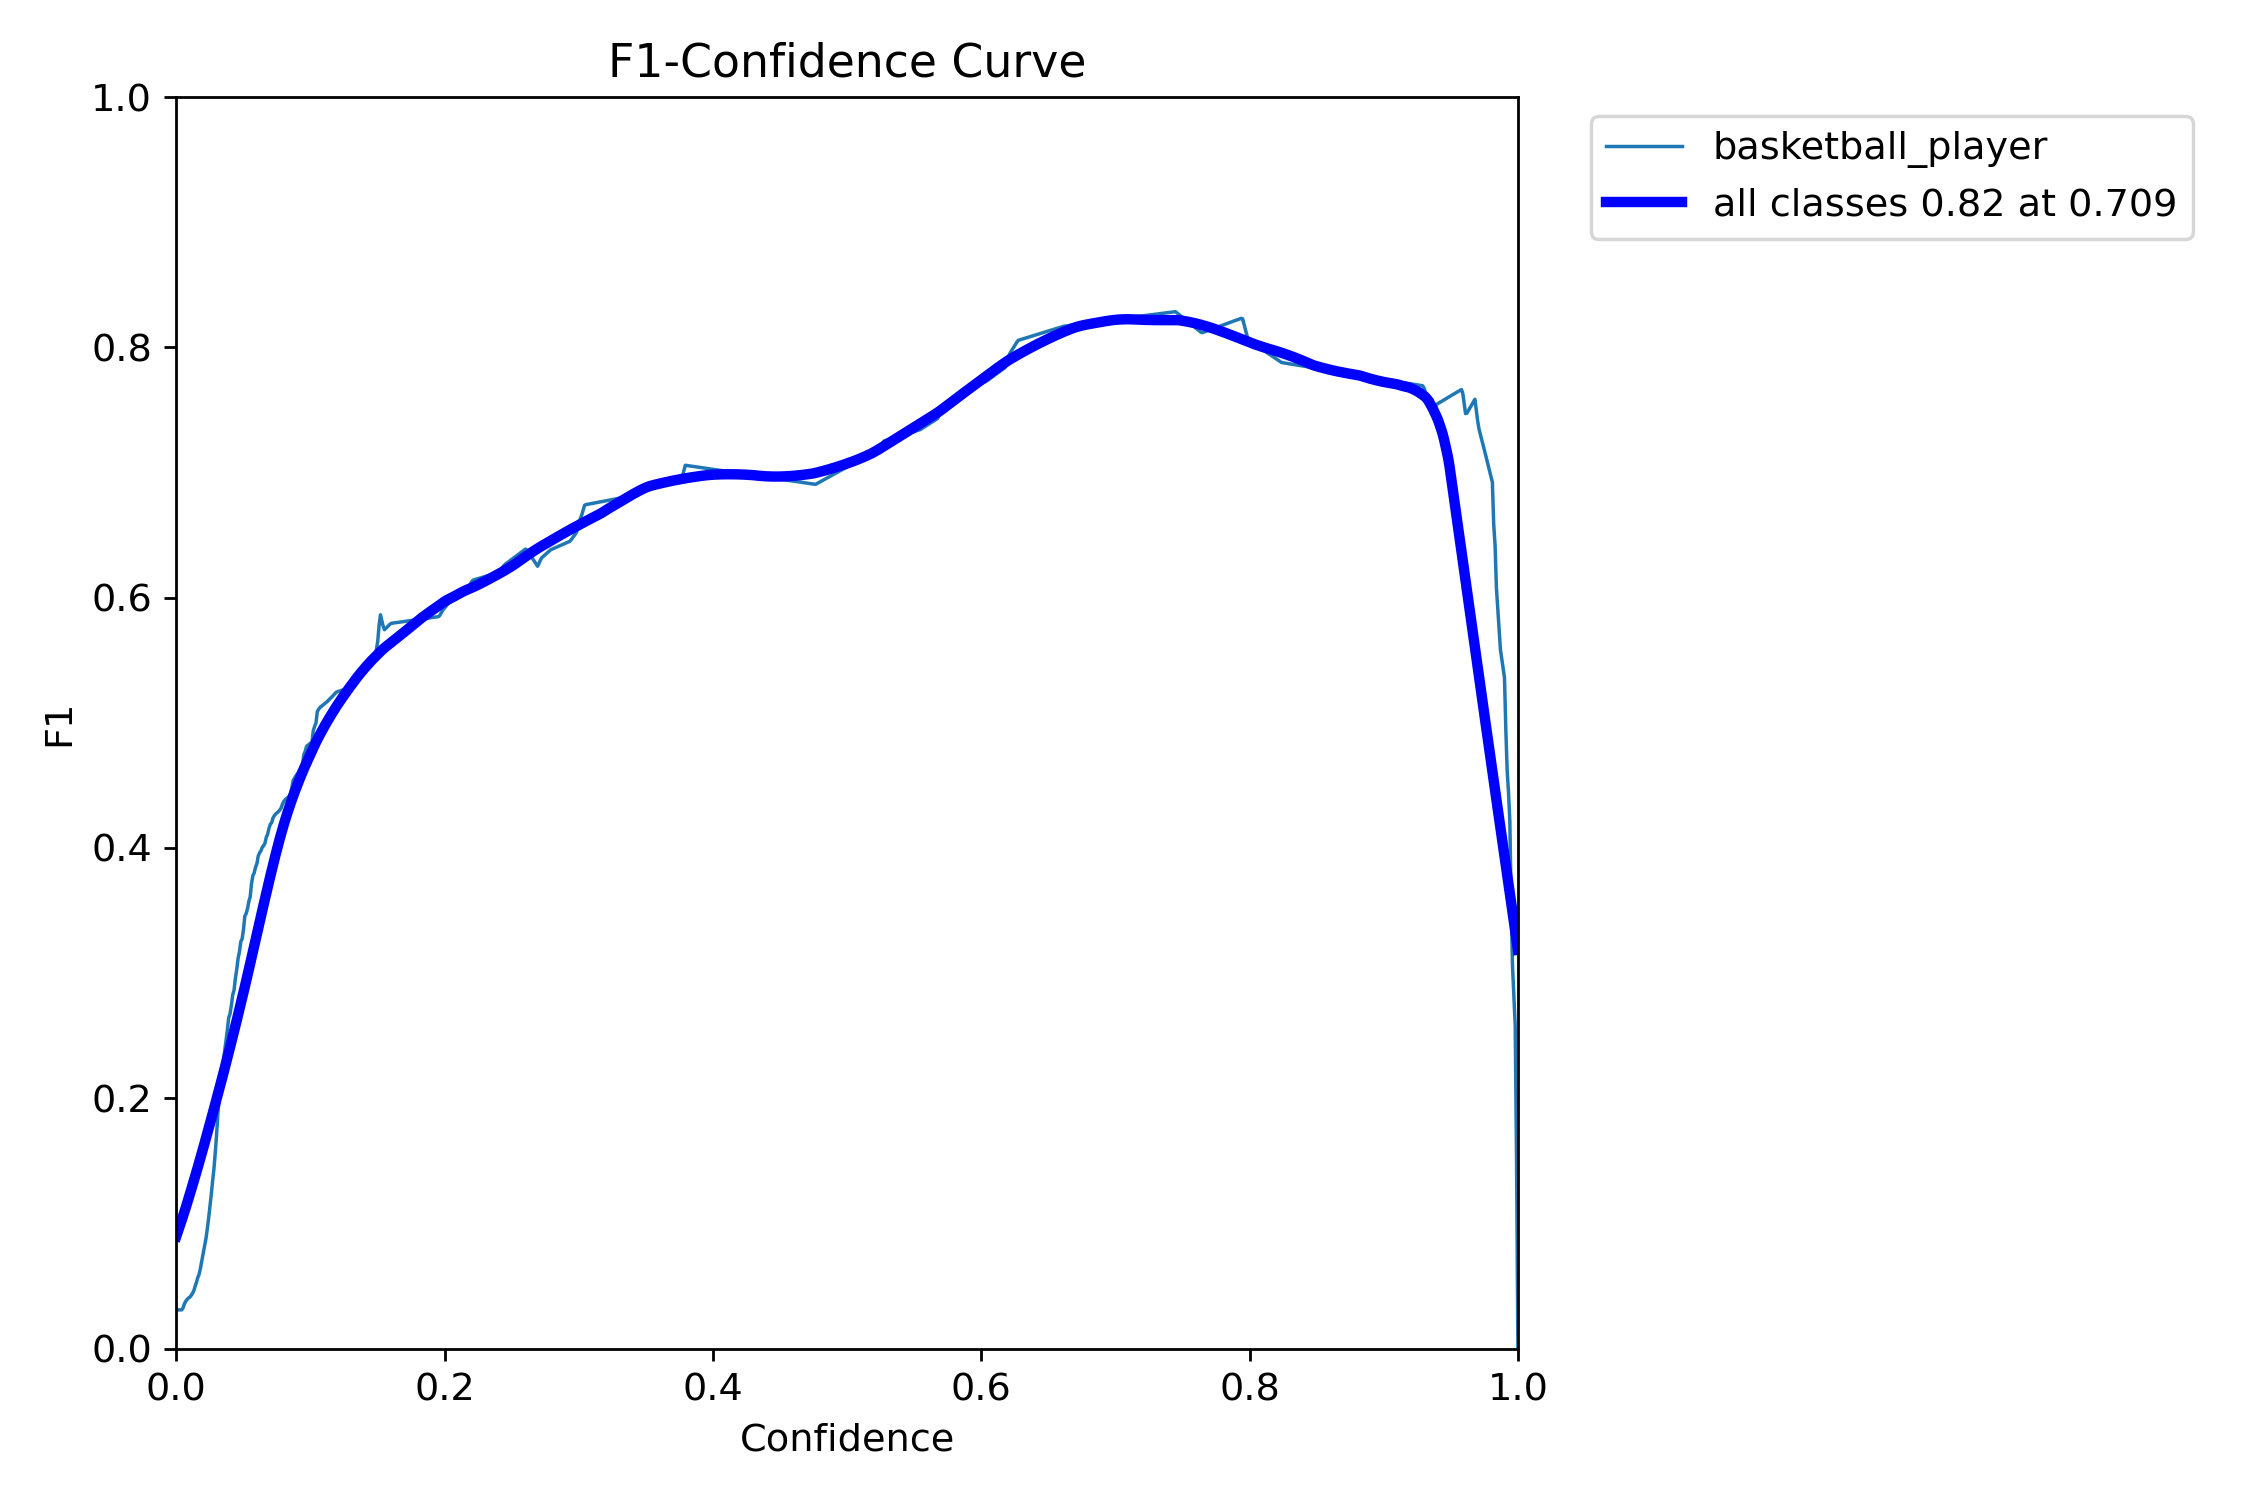 F1-Confidence Curve
basketball_player
all classes 0.82 at 0.709
1.0
0.8
0.6
0.4
0.2
0.0
F1
0.0 0.2 0.4 0.6 0.8 1.0
Confidence